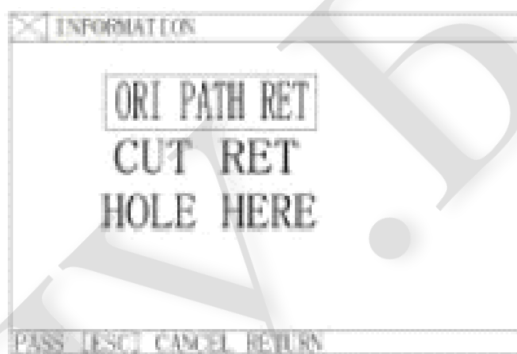 INFORMATION
ORI PATH RET
CUT RET
HOLE HERE
PASS [ESC] CANCEL RETURN